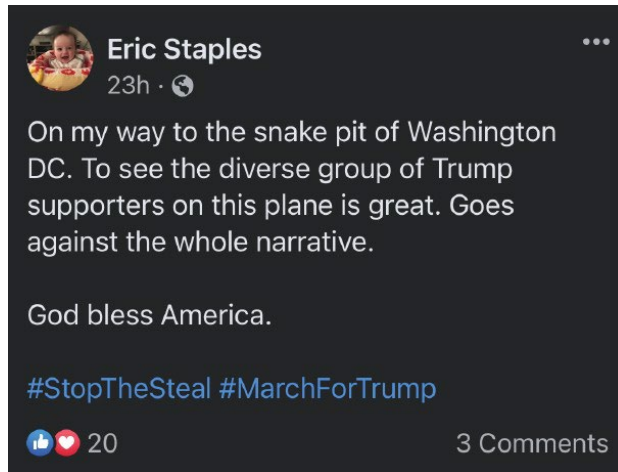 Eric Staples
23h ·
On my way to the snake pit of Washington
DC. To see the diverse group of Trump
supporters on this plane is great. Goes
against the whole narrative.
God bless America.
#StopTheSteal #MarchForTrump
20
3 Comments